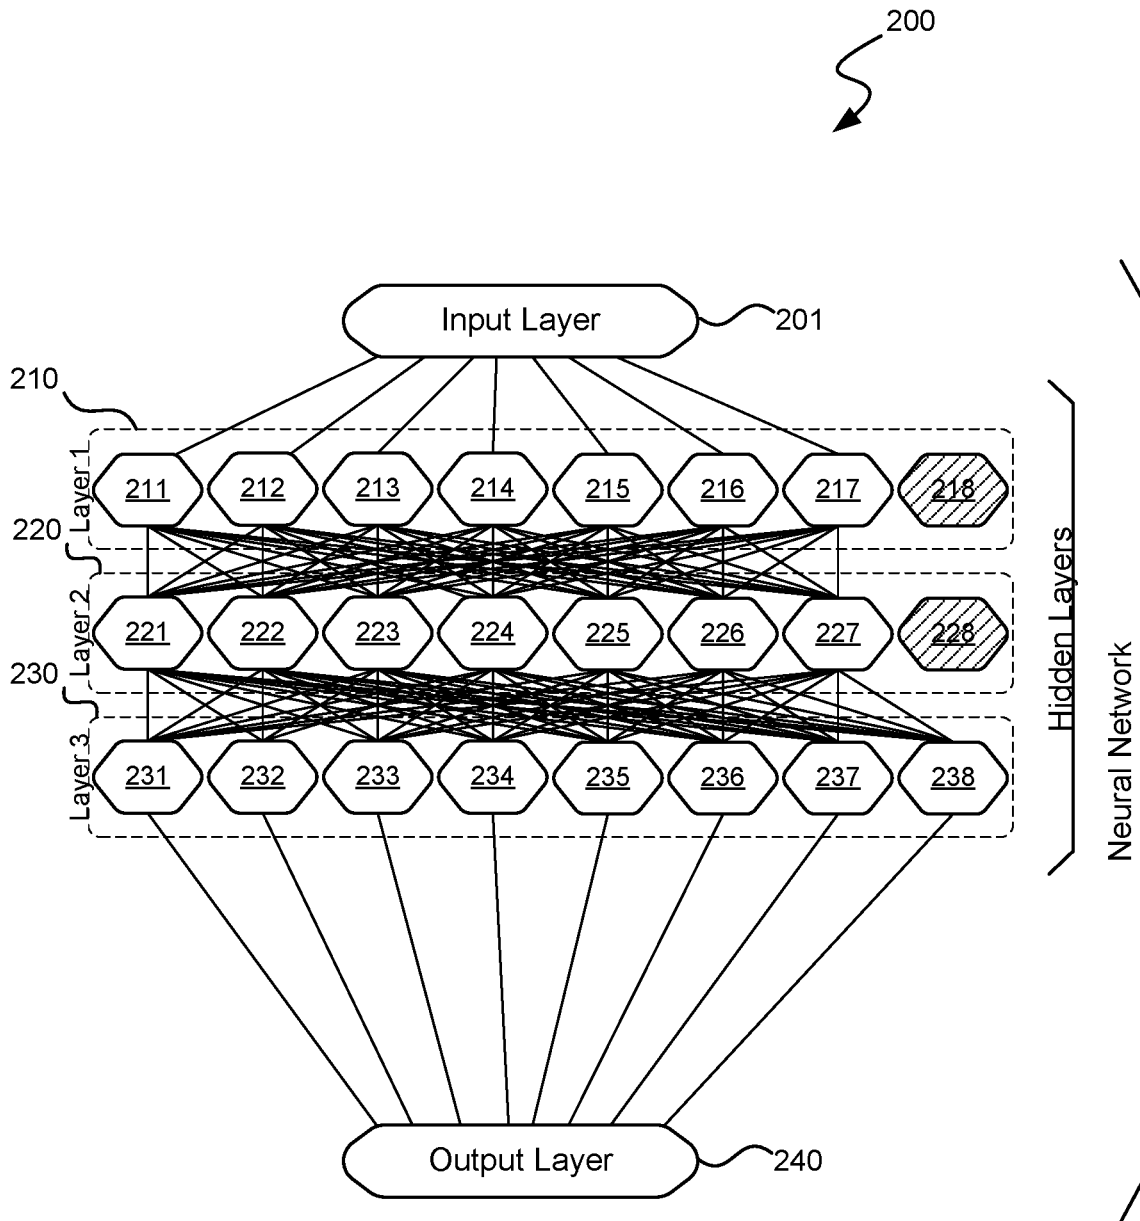 200
Input Layer
201
210
Layer 1
211 212 213 214 215 216 217 218
220
Layer 2
221 222 223 224 225 226 227 228
230
Layer 3
231 232 233 234 235 236 237 238
Hidden Layers
Neural Network
Output Layer
240